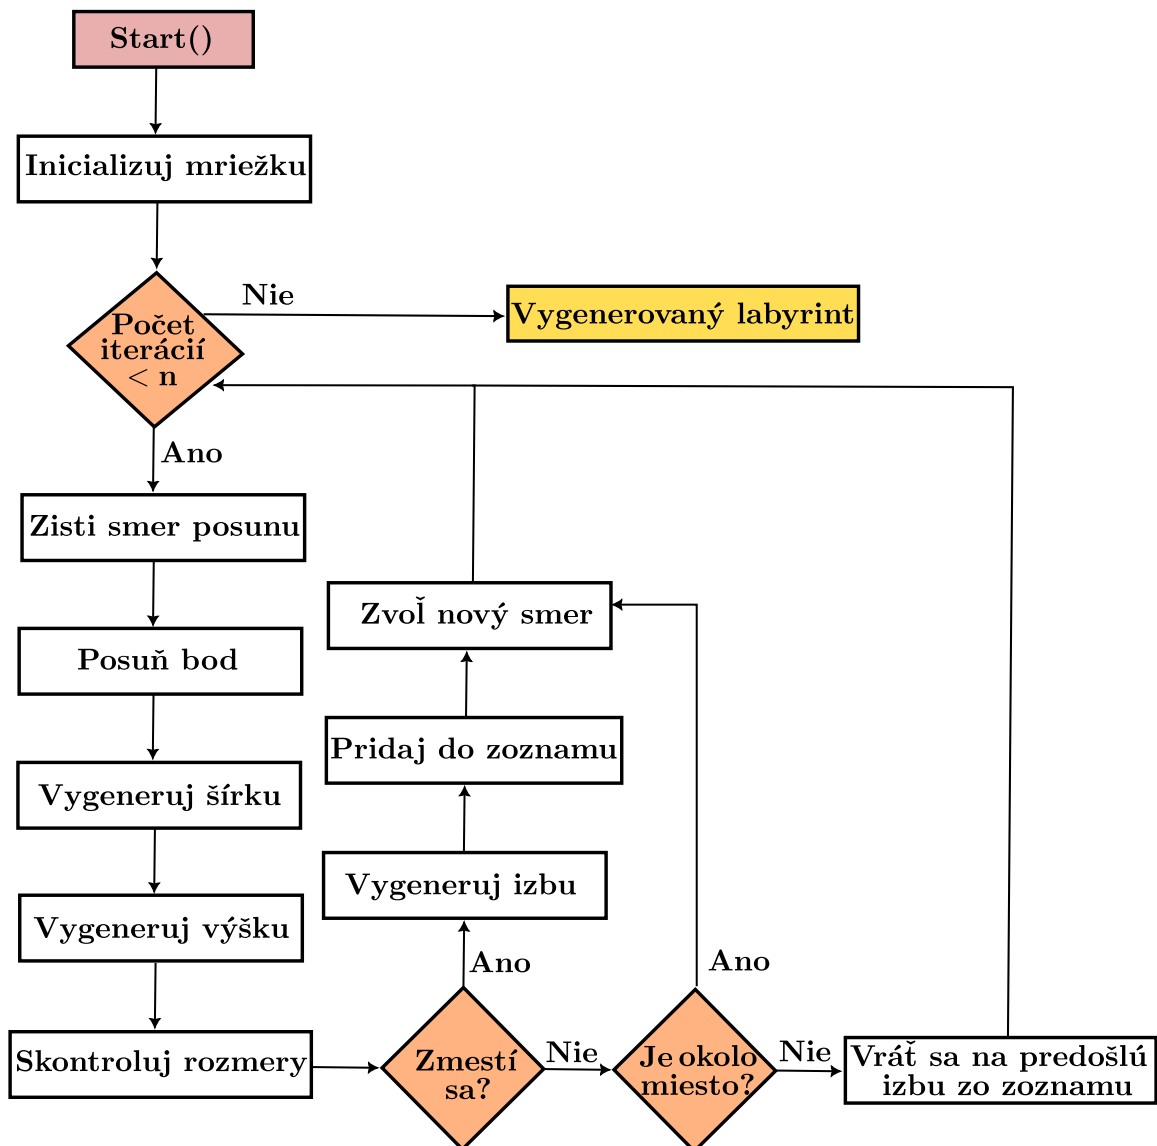 Start()
Inicializuj mriežku
Nie
Vygenerovaný labyrint
Počet
iterácií
< n
Ano
Zisti smer posunu
Posuň bod
Vygeneruj šírku
Vygeneruj výšku
Skontroluj rozmery
Zmestí
sa?
Ano
Vygeneruj izbu
Pridaj do zoznamu
Zvoľ nový smer
Nie
Je okolo
miesto?
Ano
Nie
Vráť sa na predošlú
izbu zo zoznamu